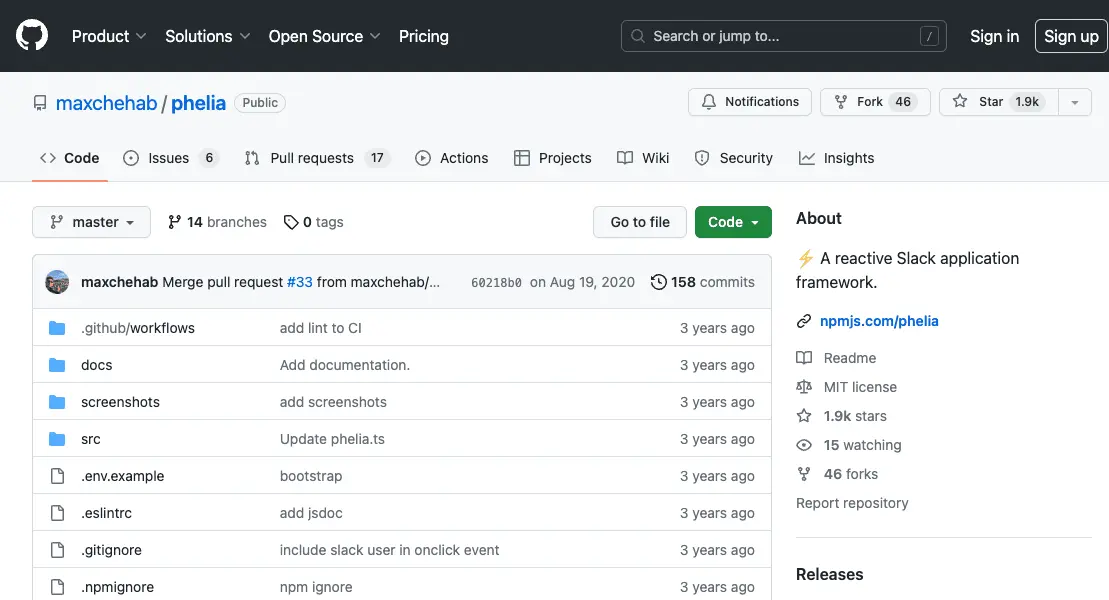 Product Solutions Open Source Pricing Search or jump to... / Sign in Sign up
maxchehab / phelia Public Notifications Fork 46 Star 1.9k
Code Issues 6 Pull requests 17 Actions Projects Wiki Security Insights
master 14 branches 0 tags Go to file Code
maxchehab Merge pull request #33 from maxchehab/... 60218b0 on Aug 19, 2020 158 commits
.github/workflows add lint to CI 3 years ago
docs Add documentation. 3 years ago
screenshots add screenshots 3 years ago
src Update phelia.ts 3 years ago
.env.example bootstrap 3 years ago
.eslintrc add jsdoc 3 years ago
.gitignore include slack user in onclick event 3 years ago
.npmignore npm ignore 3 years ago
About
⚡ A reactive Slack application
framework.
npmjs.com/phelia
Readme
MIT license
1.9k stars
15 watching
46 forks
Report repository
Releases